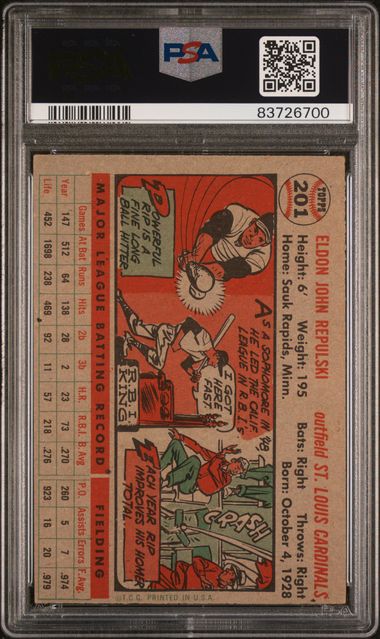 PSA
PSA
83726700
TOPPS
201
ELDON JOHN REPULSKI
outfield ST. LOUIS CARDINALS
Height: 6' Weight: 195 Bats: Right Throws: Right
Home: Sauk Rapids, Minn. Born: October 4, 1928
POWERFUL
RIP IS A
FINE LONG
BALL HITTER
AS A SOPHOMORE IN '48
HE LED THE CALIF.
LEAGUE IN R.B.I.'S
I GOT
HERE
FAST!
R B I
KING
CRASH
EACH YEAR RIP
IMPROVES HIS HOMER
TOTAL.
MAJOR LEAGUE BATTING RECORD FIELDING
Games At Bat Runs Hits 2b 3b H.R. R.B.I. B. Avg. P.O. Assists Errors F. Avg.
Year 147 512 64 138 28 2 23 73 .270 260 5 7 .974
Life 452 1698 238 469 92 11 57 218 .276 923 16 20 .979
© T. C. G. PRINTED IN U.S.A.